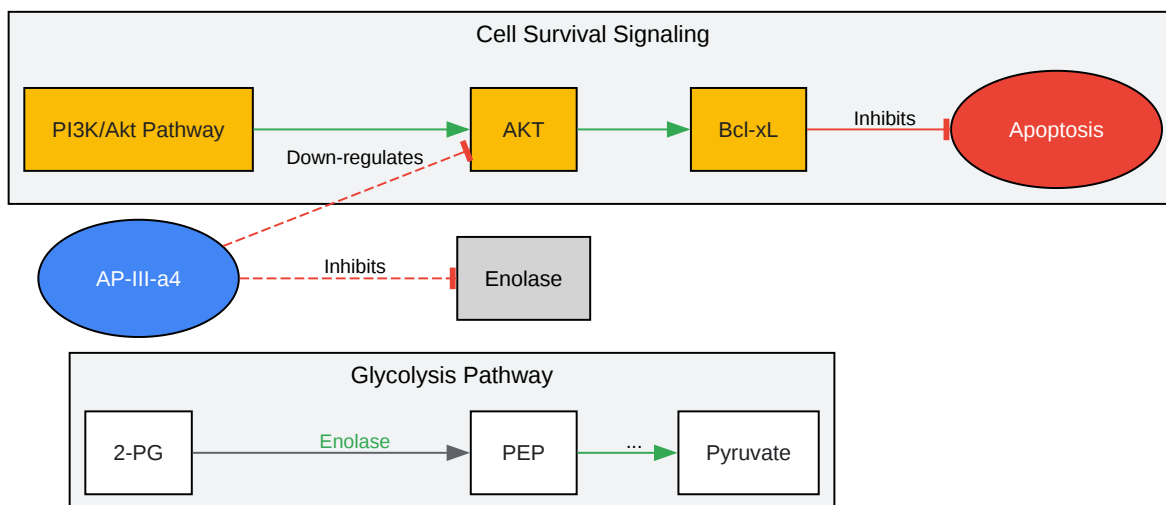 Cell Survival Signaling
PI3K/Akt Pathway
AKT
Bcl-xL
Inhibits
Apoptosis
Down-regulates
AP-III-a4
Inhibits
Enolase
Glycolysis Pathway
2-PG
Enolase
PEP
...
Pyruvate